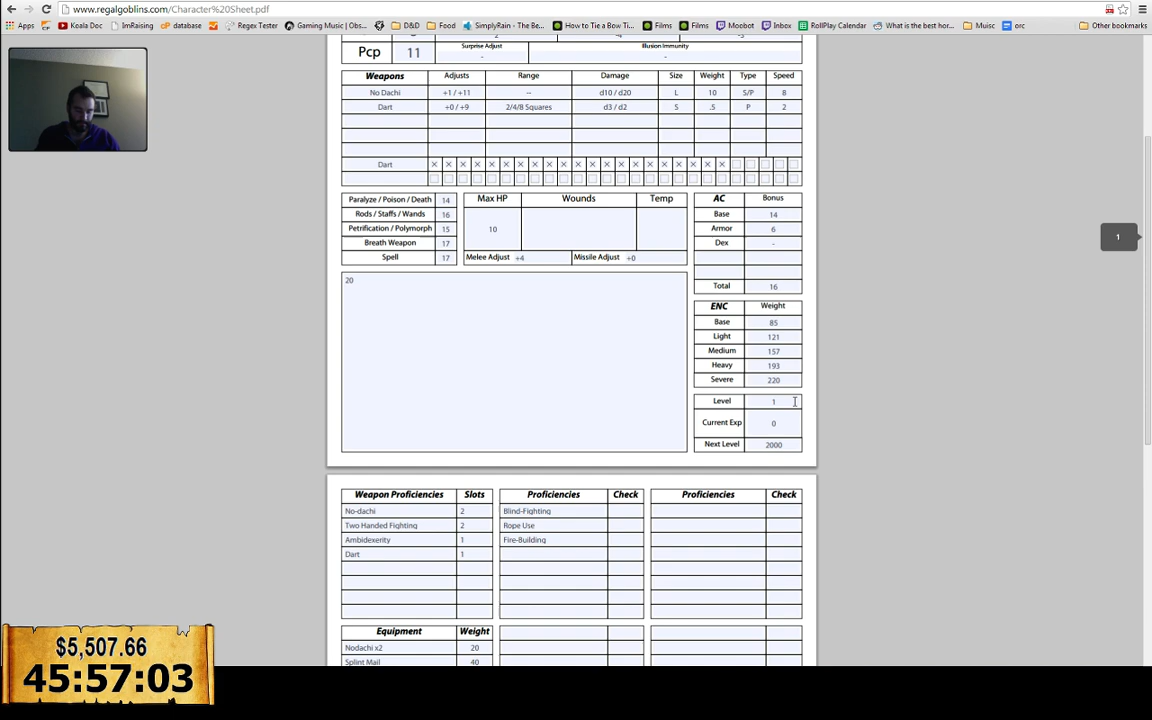 www.regalgoblins.com/Character%20Sheet.pdf
Apps Koala Doc ImRaising cP database Regex Tester Gaming Music | Obs... D&D Food SimplyRain - The Be... How to Tie a Bow Ti... Films Films Moobot Inbox RollPlay Calendar What is the best hor... Muisc orc Other bookmarks
Pcp 11 Surprise Adjust - Illusion Immunity -
Weapons Adjusts Range Damage Size Weight Type Speed
No Dachi +1 / +11 -- d10 / d20 L 10 S/P 8
Dart +0 / +9 2/4/8 Squares d3 / d2 S .5 P 2
Dart
Paralyze / Poison / Death 14 Max HP Wounds Temp AC Bonus
Rods / Staffs / Wands 16 Base 14
Petrification / Polymorph 15 10 Armor 6
Breath Weapon 17 Dex -
Spell 17 Melee Adjust +4 Missile Adjust +0
20
Total 16
ENC Weight
Base 85
Light 121
Medium 157
Heavy 193
Severe 220
Level 1
Current Exp 0
Next Level 2000
1
Weapon Proficiencies Slots Proficiencies Check Proficiencies Check
No-dachi 2 Blind-Fighting
Two Handed Fighting 2 Rope Use
Ambidexerity 1 Fire-Building
Dart 1
Equipment Weight
Nodachi x2 20
Splint Mail 40
$5,507.66
45:57:03